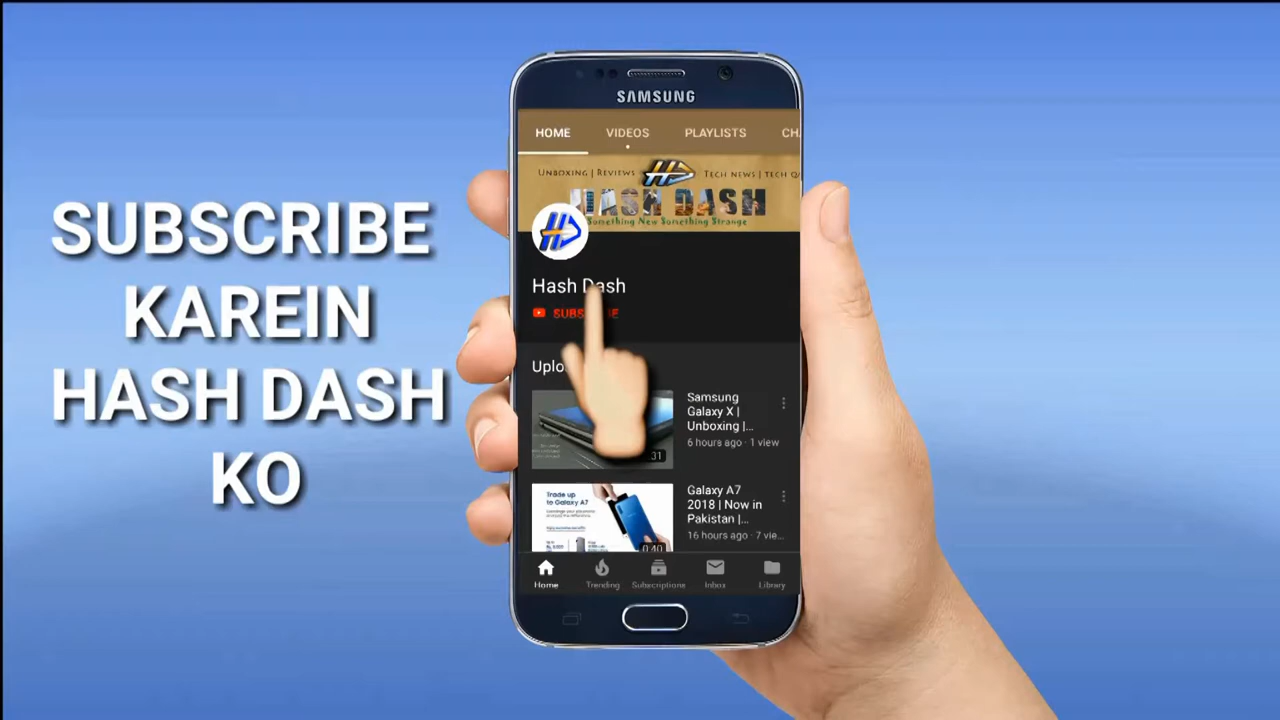 SUBSCRIBE
KAREIN
HASH DASH
KO
SAMSUNG
HOME VIDEOS PLAYLISTS
UNBOXING | REVIEWS TECH NEWS | TECH
HASH DASH
Something New Something Strange
Hash Dash
Samsung
Galaxy X |
Unboxing |...
6 hours ago · 1 view
Trade up
to Galaxy A7
Galaxy A7
2018 | Now in
Pakistan |...
16 hours ago · 7 vie...
0:40
Home Trending Subscriptions Inbox Library